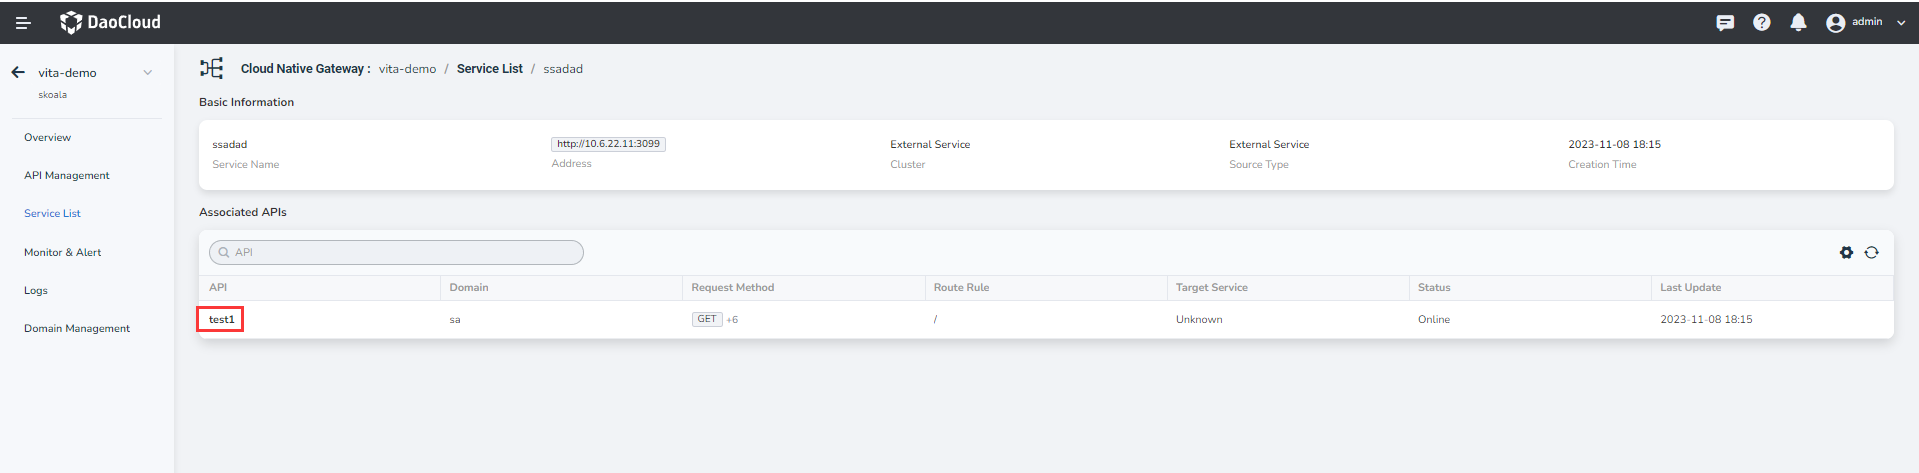 DaoCloud
admin
vita-demo
skoala
Overview
API Management
Service List
Monitor & Alert
Logs
Domain Management
Cloud Native Gateway : vita-demo / Service List / ssadad
Basic Information
ssadad http://10.6.22.11:3099 External Service External Service 2023-11-08 18:15
Service Name Address Cluster Source Type Creation Time
Associated APIs
API
API Domain Request Method Route Rule Target Service Status Last Update
test1 sa GET +6 / Unknown Online 2023-11-08 18:15